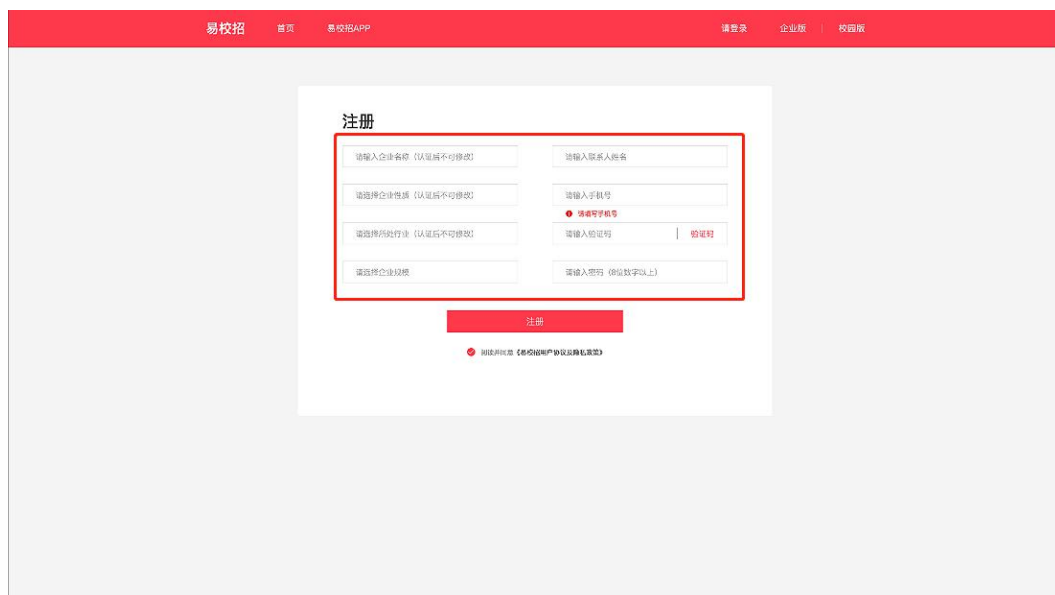 易校招 首页 易校招APP 请登录 企业版 | 校园版
注册
请输入企业名称（认证后不可修改） 请输入联系人姓名
请选择企业性质（认证后不可修改） 请输入手机号
请填写手机号
请选择所处行业（认证后不可修改） 请输入验证码 验证码
请选择企业规模 请输入密码（8位数字以上）
注册
阅读并同意《易校招用户协议及隐私政策》